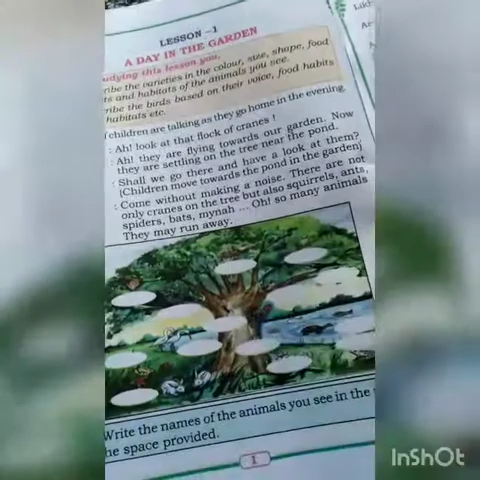 LESSON -1
A DAY IN THE GARDEN
udying this lesson you,
ribe the varieties in the colour, size, shape, food
ts and habitats of the animals you see.
ribe the birds based on their voice, food habits
habitats etc.
children are talking as they go home in the evening.
: Ah! look at that flock of cranes !
: Ah! they are flying towards our garden. Now
they are settling on the tree near the pond.
: Shall we go there and have a look at them?
(Children move towards the pond in the garden)
: Come without making a noise. There are not
only cranes on the tree but also squirrels, ants,
spiders, bats, mynah ... Oh! so many animals
They may run away.
Write the names of the animals you see in the
he space provided.
1
InShOt